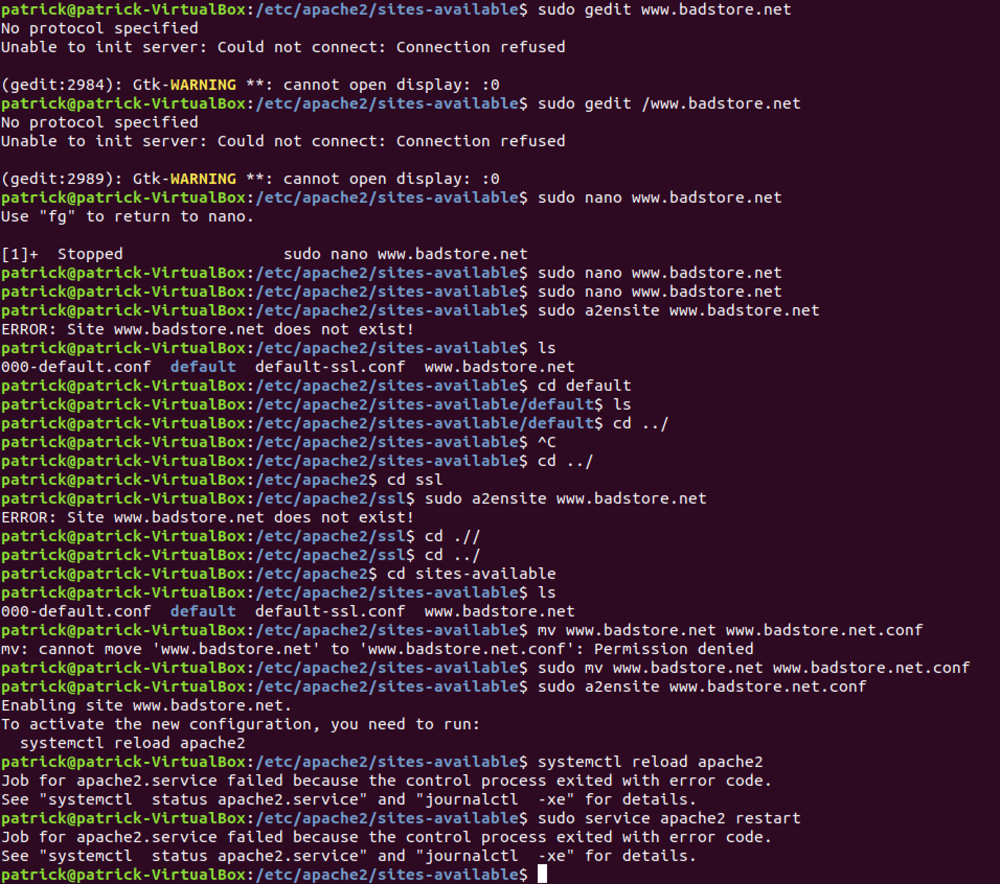 patrick@patrick-VirtualBox:/etc/apache2/sites-available$ sudo gedit www.badstore.net
No protocol specified
Unable to init server: Could not connect: Connection refused

(gedit:2984): Gtk-WARNING **: cannot open display: :0
patrick@patrick-VirtualBox:/etc/apache2/sites-available$ sudo gedit /www.badstore.net
No protocol specified
Unable to init server: Could not connect: Connection refused

(gedit:2989): Gtk-WARNING **: cannot open display: :0
patrick@patrick-VirtualBox:/etc/apache2/sites-available$ sudo nano www.badstore.net
Use "fg" to return to nano.

[1]+  Stopped                 sudo nano www.badstore.net
patrick@patrick-VirtualBox:/etc/apache2/sites-available$ sudo nano www.badstore.net
patrick@patrick-VirtualBox:/etc/apache2/sites-available$ sudo nano www.badstore.net
patrick@patrick-VirtualBox:/etc/apache2/sites-available$ sudo a2ensite www.badstore.net
ERROR: Site www.badstore.net does not exist!
patrick@patrick-VirtualBox:/etc/apache2/sites-available$ ls
000-default.conf  default  default-ssl.conf  www.badstore.net
patrick@patrick-VirtualBox:/etc/apache2/sites-available$ cd default
patrick@patrick-VirtualBox:/etc/apache2/sites-available/default$ ls
patrick@patrick-VirtualBox:/etc/apache2/sites-available/default$ cd ../
patrick@patrick-VirtualBox:/etc/apache2/sites-available$ ^C
patrick@patrick-VirtualBox:/etc/apache2/sites-available$ cd ../
patrick@patrick-VirtualBox:/etc/apache2$ cd ssl
patrick@patrick-VirtualBox:/etc/apache2/ssl$ sudo a2ensite www.badstore.net
ERROR: Site www.badstore.net does not exist!
patrick@patrick-VirtualBox:/etc/apache2/ssl$ cd .//
patrick@patrick-VirtualBox:/etc/apache2/ssl$ cd ../
patrick@patrick-VirtualBox:/etc/apache2$ cd sites-available
patrick@patrick-VirtualBox:/etc/apache2/sites-available$ ls
000-default.conf  default  default-ssl.conf  www.badstore.net
patrick@patrick-VirtualBox:/etc/apache2/sites-available$ mv www.badstore.net www.badstore.net.conf
mv: cannot move 'www.badstore.net' to 'www.badstore.net.conf': Permission denied
patrick@patrick-VirtualBox:/etc/apache2/sites-available$ sudo mv www.badstore.net www.badstore.net.conf
patrick@patrick-VirtualBox:/etc/apache2/sites-available$ sudo a2ensite www.badstore.net.conf
Enabling site www.badstore.net.
To activate the new configuration, you need to run:
  systemctl reload apache2
patrick@patrick-VirtualBox:/etc/apache2/sites-available$ systemctl reload apache2
Job for apache2.service failed because the control process exited with error code.
See "systemctl  status apache2.service" and "journalctl  -xe" for details.
patrick@patrick-VirtualBox:/etc/apache2/sites-available$ sudo service apache2 restart
Job for apache2.service failed because the control process exited with error code.
See "systemctl  status apache2.service" and "journalctl  -xe" for details.
patrick@patrick-VirtualBox:/etc/apache2/sites-available$